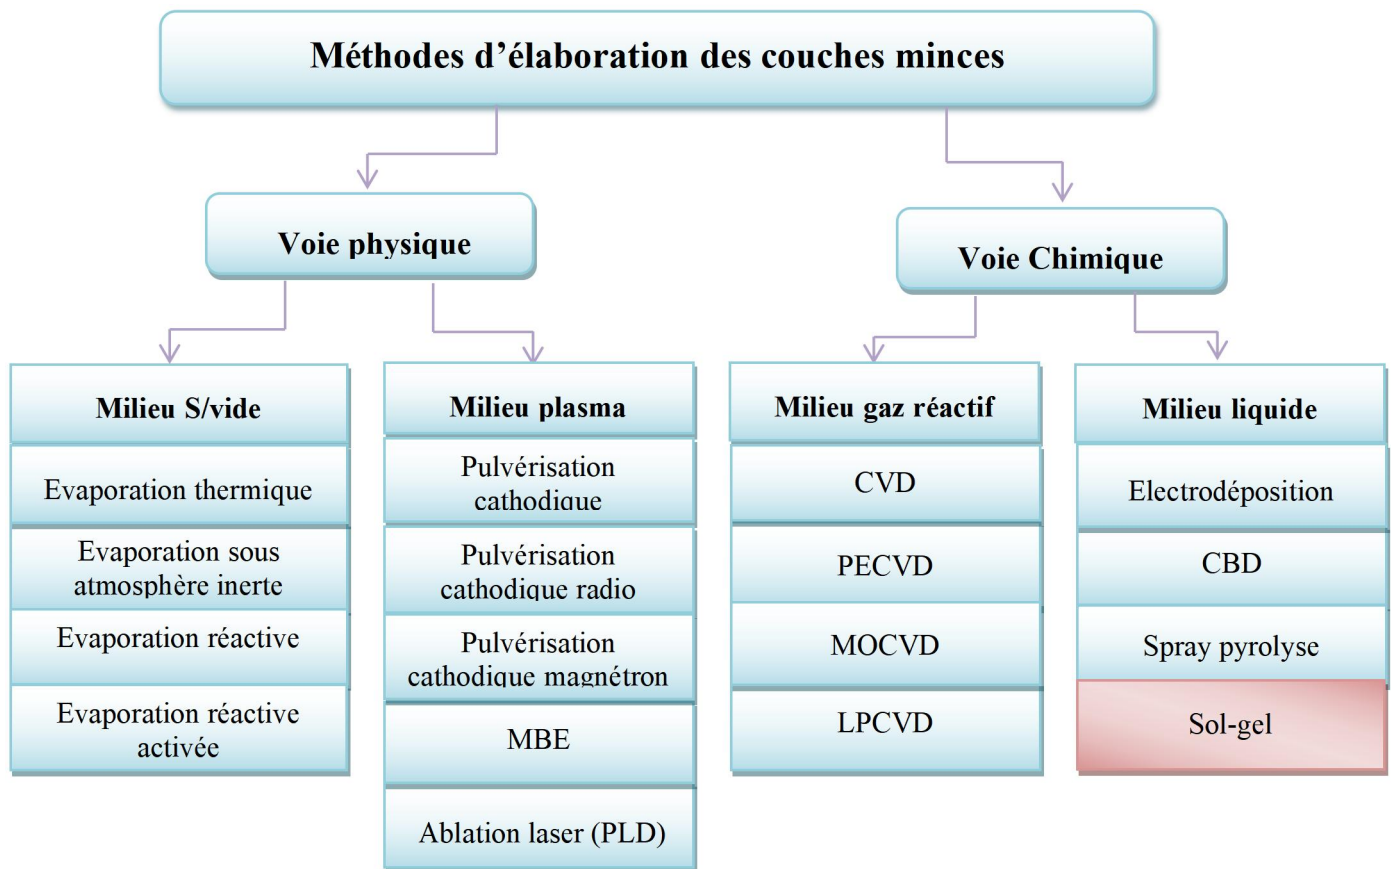 Méthodes d’élaboration des couches minces
Voie physique
Voie Chimique
Milieu S/vide
Evaporation thermique
Evaporation sous
atmosphère inerte
Evaporation réactive
Evaporation réactive
activée
Milieu plasma
Pulvérisation
cathodique
Pulvérisation
cathodique radio
Pulvérisation
cathodique magnétron
MBE
Ablation laser (PLD)
Milieu gaz réactif
CVD
PECVD
MOCVD
LPCVD
Milieu liquide
Electrodéposition
CBD
Spray pyrolyse
Sol-gel